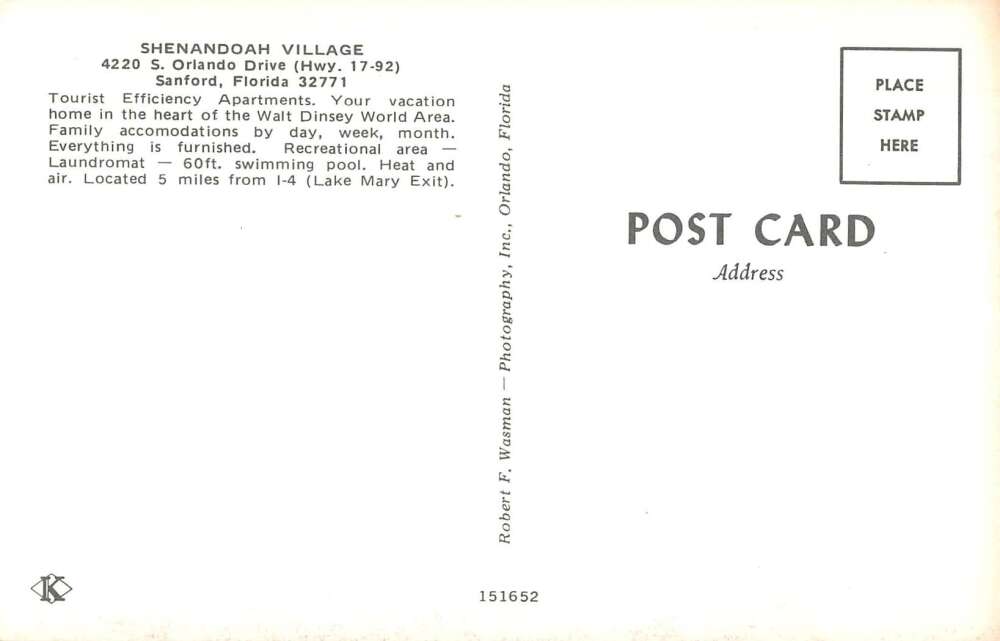 SHENANDOAH VILLAGE
4220 S. Orlando Drive (Hwy. 17-92)
Sanford, Florida 32771
Tourist Efficiency Apartments. Your vacation
home in the heart of the Walt Dinsey World Area.
Family accomodations by day, week, month.
Everything is furnished. Recreational area —
Laundromat — 60ft. swimming pool. Heat and
air. Located 5 miles from I-4 (Lake Mary Exit).
Robert F. Wasman — Photography, Inc., Orlando, Florida
PLACE
STAMP
HERE
POST CARD
Address
K
151652